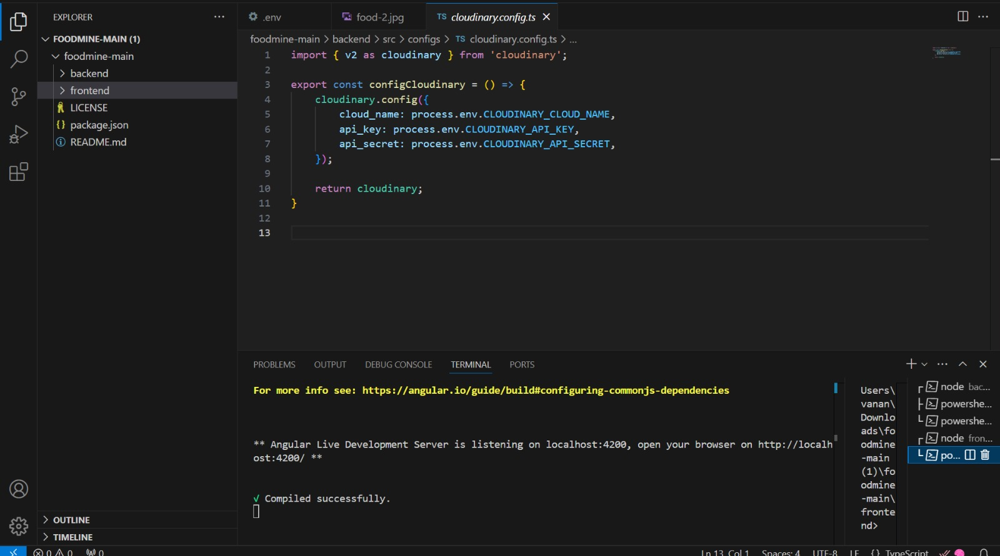 EXPLORER
FOODMINE-MAIN (1)
foodmine-main
backend
frontend
LICENSE
package.json
README.md
OUTLINE
TIMELINE
.env
food-2.jpg
TS cloudinary.config.ts
foodmine-main > backend > src > configs > TS cloudinary.config.ts > ...
1 import { v2 as cloudinary } from 'cloudinary';
2
3 export const configCloudinary = () => {
4 cloudinary.config({
5 cloud_name: process.env.CLOUDINARY_CLOUD_NAME,
6 api_key: process.env.CLOUDINARY_API_KEY,
7 api_secret: process.env.CLOUDINARY_API_SECRET,
8 });
9
10 return cloudinary;
11 }
12
13
PROBLEMS OUTPUT DEBUG CONSOLE TERMINAL PORTS
For more info see: https://angular.io/guide/build#configuring-commonjs-dependencies
** Angular Live Development Server is listening on localhost:4200, open your browser on http://localh
ost:4200/ **
√ Compiled successfully.
Users\
vanan\
Downlo
ads\fo
odmine
-main
(1)\fo
odmine
-main\
fronte
nd>
node bac...
powershe...
powershe...
node fron...
po...
0 0 0
Ln 13, Col 1 Spaces: 4 UTF-8 LF {} TypeScript